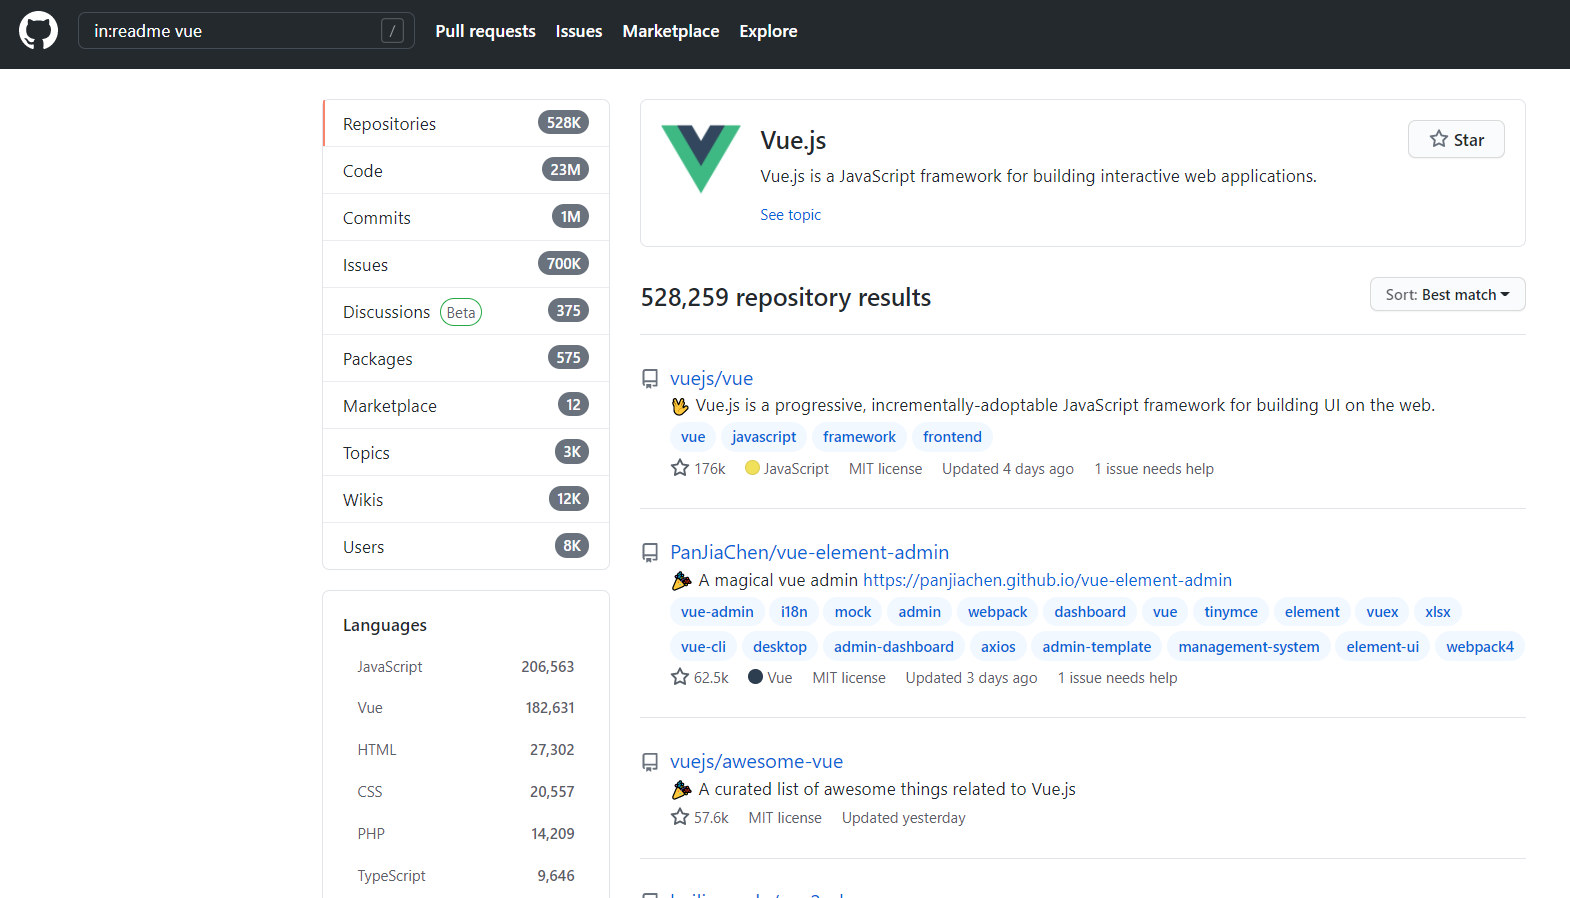 in:readme vue
/
Pull requests Issues Marketplace Explore
Repositories 528K
Code 23M
Commits 1M
Issues 700K
Discussions Beta 375
Packages 575
Marketplace 12
Topics 3K
Wikis 12K
Users 8K
Languages
JavaScript 206,563
Vue 182,631
HTML 27,302
CSS 20,557
PHP 14,209
TypeScript 9,646
Vue.js
Star
Vue.js is a JavaScript framework for building interactive web applications.
See topic
528,259 repository results
Sort: Best match
vuejs/vue
Vue.js is a progressive, incrementally-adoptable JavaScript framework for building UI on the web.
vue javascript framework frontend
176k JavaScript MIT license Updated 4 days ago 1 issue needs help
PanJiaChen/vue-element-admin
A magical vue admin https://panjiachen.github.io/vue-element-admin
vue-admin i18n mock admin webpack dashboard vue tinymce element vuex xlsx
vue-cli desktop admin-dashboard axios admin-template management-system element-ui webpack4
62.5k Vue MIT license Updated 3 days ago 1 issue needs help
vuejs/awesome-vue
A curated list of awesome things related to Vue.js
57.6k MIT license Updated yesterday